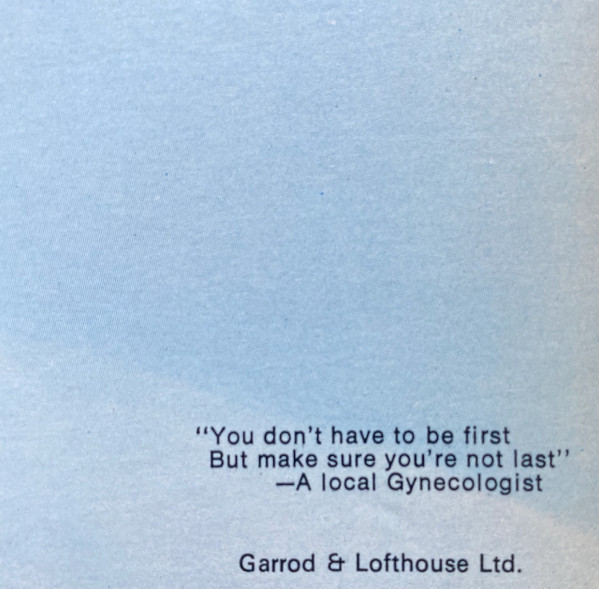 “You don’t have to be first
But make sure you’re not last”
—A local Gynecologist
Garrod & Lofthouse Ltd.